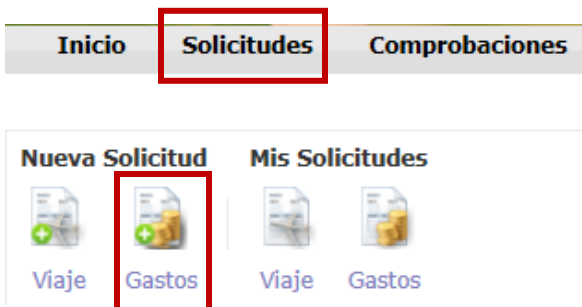 Inicio Solicitudes Comprobaciones
Nueva Solicitud Mis Solicitudes
Viaje Gastos Viaje Gastos